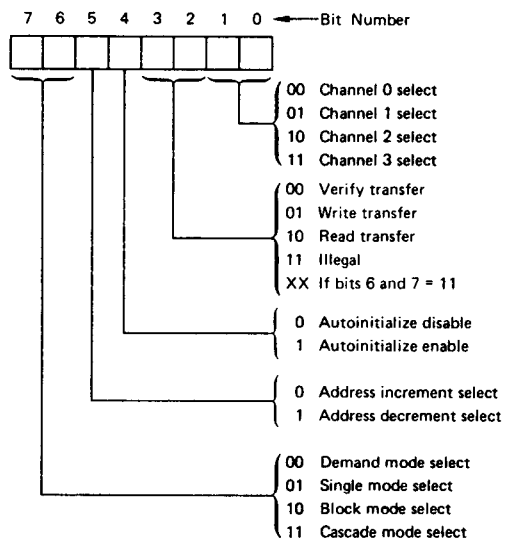 7 6 5 4 3 2 1 0 Bit Number
00 Channel 0 select
01 Channel 1 select
10 Channel 2 select
11 Channel 3 select
00 Verify transfer
01 Write transfer
10 Read transfer
11 Illegal
XX If bits 6 and 7 = 11
0 Autoinitialize disable
1 Autoinitialize enable
0 Address increment select
1 Address decrement select
00 Demand mode select
01 Single mode select
10 Block mode select
11 Cascade mode select